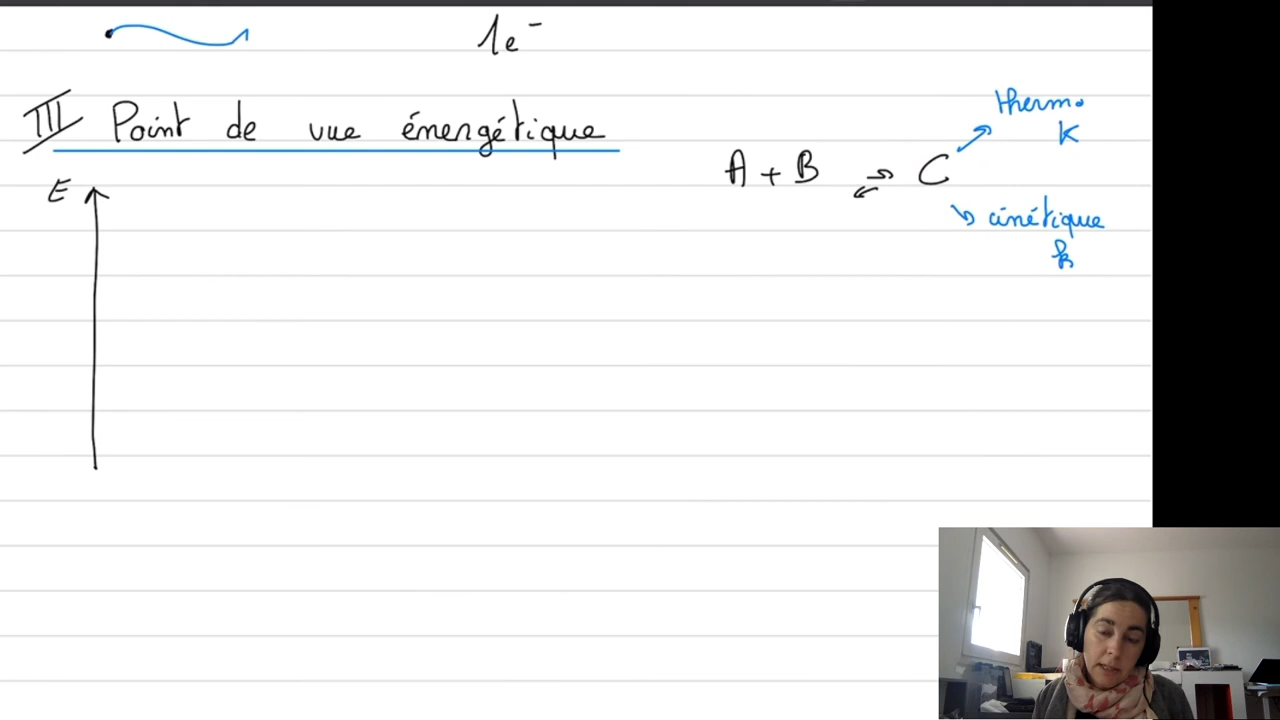 1e⁻
III Point de vue énergétique
thermo
K
A + B ⇌ C
E
cinétique
k